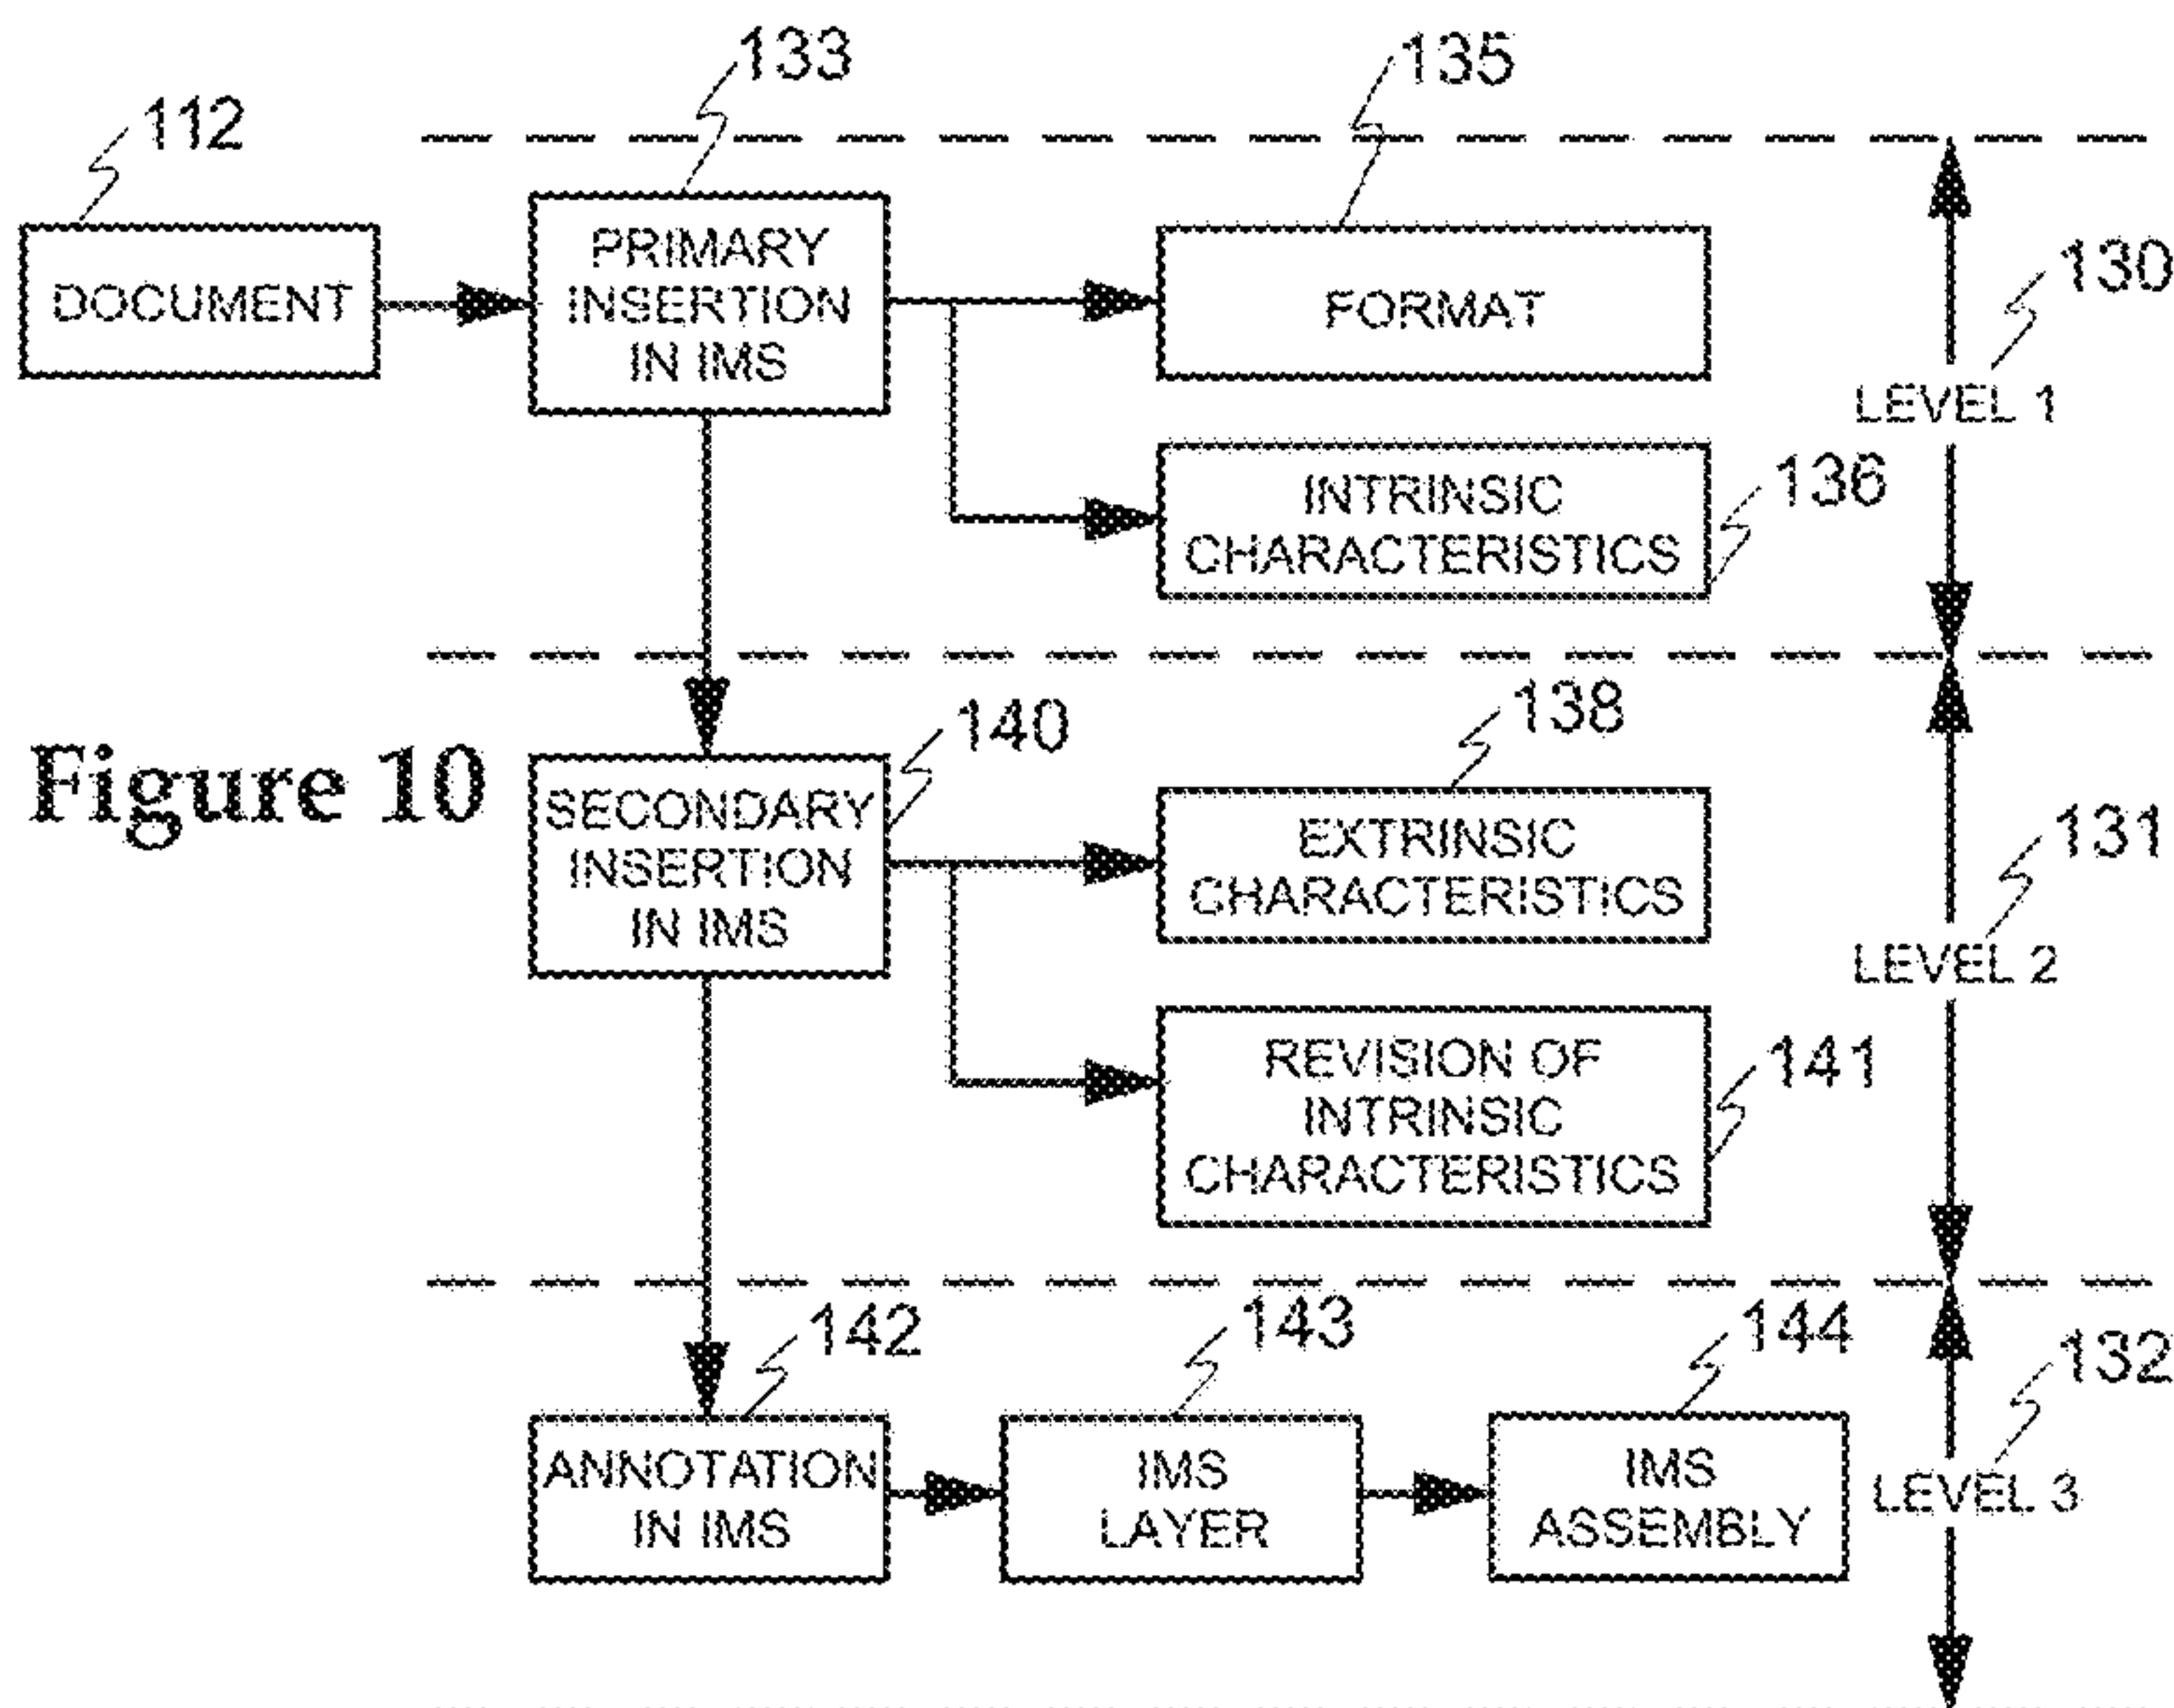 133
135
112
PRIMARY
INSERTION
IN IMS
DOCUMENT
FORMAT
130
LEVEL 1
INTRINSIC
CHARACTERISTICS
136
138
140
Figure 10
SECONDARY
INSERTION
IN IMS
EXTRINSIC
CHARACTERISTICS
131
LEVEL 2
REVISION OF
INTRINSIC
CHARACTERISTICS
141
142
143
144
132
ANNOTATION
IN IMS
IMS
LAYER
IMS
ASSEMBLY
LEVEL 3